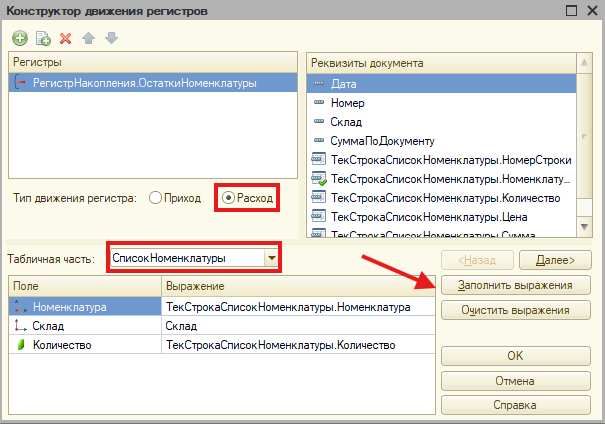 Конструктор движения регистров
Регистры
РегистрНакопления.ОстаткиНоменклатуры
Реквизиты документа
Дата
Номер
Склад
СуммаПоДокументу
ТекСтрокаСписокНоменклатуры.НомерСтроки
ТекСтрокаСписокНоменклатуры.Номенклату...
ТекСтрокаСписокНоменклатуры.Количество
ТекСтрокаСписокНоменклатуры.Цена
ТекСтрокаСписокНоменклатуры.Сумма
Тип движения регистра: Приход Расход
Табличная часть: СписокНоменклатуры
<Назад Далее>
Поле Выражение
Номенклатура ТекСтрокаСписокНоменклатуры.Номенклатура
Склад Склад
Количество ТекСтрокаСписокНоменклатуры.Количество
Заполнить выражения
Очистить выражения
OK
Отмена
Справка